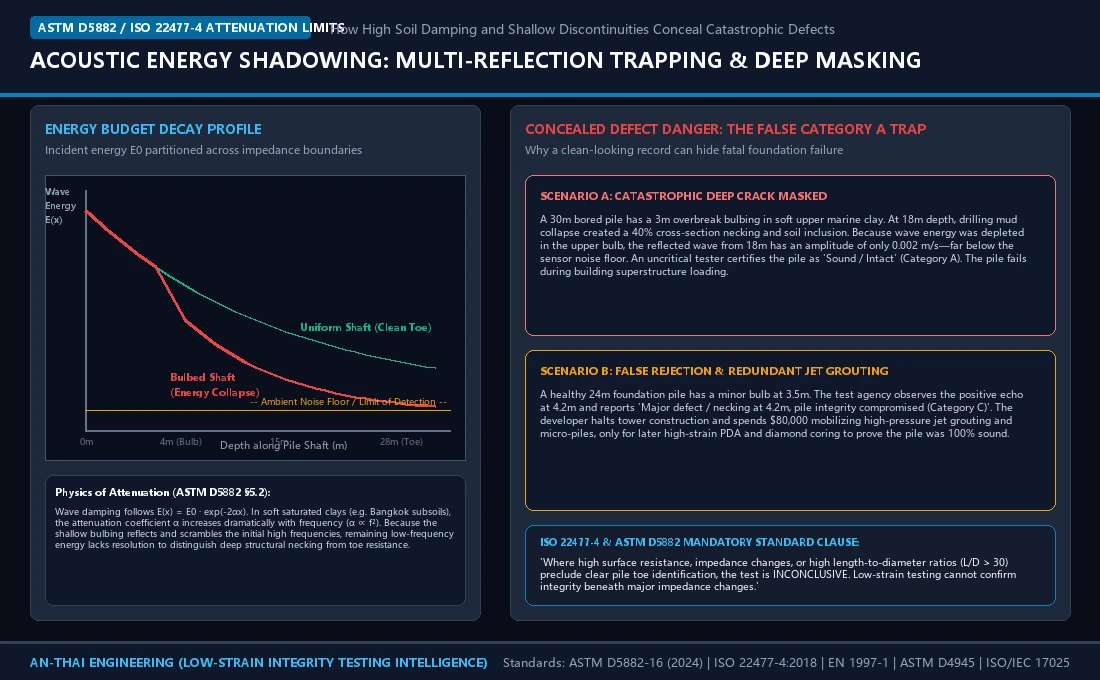 ASTM D5882 / ISO 22477-4 ATTENUATION LIMITS
How High Soil Damping and Shallow Discontinuities Conceal Catastrophic Defects
ACOUSTIC ENERGY SHADOWING: MULTI-REFLECTION TRAPPING & DEEP MASKING
ENERGY BUDGET DECAY PROFILE
Incident energy E0 partitioned across impedance boundaries
Wave
Energy
E(x)
Uniform Shaft (Clean Toe)
Bulbed Shaft
(Energy Collapse)
-- Ambient Noise Floor / Limit of Detection --
0m
4m (Bulb)
15m
28m (Toe)
Depth along Pile Shaft (m)
Physics of Attenuation (ASTM D5882 §5.2):
Wave damping follows E(x) = E0 · exp(-2αx). In soft saturated clays (e.g. Bangkok subsoils),
the attenuation coefficient α increases dramatically with frequency (α ∝ f²). Because the
shallow bulbing reflects and scrambles the initial high frequencies, remaining low-frequency
energy lacks resolution to distinguish deep structural necking from toe resistance.
CONCEALED DEFECT DANGER: THE FALSE CATEGORY A TRAP
Why a clean-looking record can hide fatal foundation failure
SCENARIO A: CATASTROPHIC DEEP CRACK MASKED
A 30m bored pile has a 3m overbreak bulbing in soft upper marine clay. At 18m depth, drilling mud
collapse created a 40% cross-section necking and soil inclusion. Because wave energy was depleted
in the upper bulb, the reflected wave from 18m has an amplitude of only 0.002 m/s—far below the
sensor noise floor. An uncritical tester certifies the pile as 'Sound / Intact' (Category A). The pile fails
during building superstructure loading.
SCENARIO B: FALSE REJECTION & REDUNDANT JET GROUTING
A healthy 24m foundation pile has a minor bulb at 3.5m. The test agency observes the positive echo
at 4.2m and reports 'Major defect / necking at 4.2m, pile integrity compromised (Category C)'. The
developer halts tower construction and spends $80,000 mobilizing high-pressure jet grouting and
micro-piles, only for later high-strain PDA and diamond coring to prove the pile was 100% sound.
ISO 22477-4 & ASTM D5882 MANDATORY STANDARD CLAUSE:
'Where high surface resistance, impedance changes, or high length-to-diameter ratios (L/D > 30)
preclude clear pile toe identification, the test is INCONCLUSIVE. Low-strain testing cannot confirm
integrity beneath major impedance changes.'
AN-THAI ENGINEERING (LOW-STRAIN INTEGRITY TESTING INTELLIGENCE)
Standards: ASTM D5882-16 (2024) | ISO 22477-4:2018 | EN 1997-1 | ASTM D4945 | ISO/IEC 17025